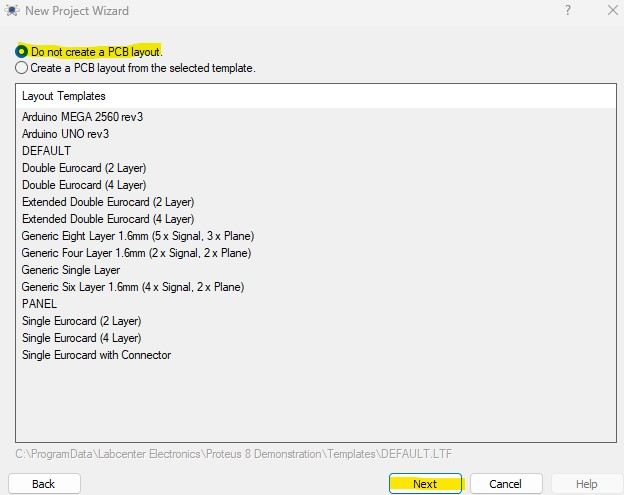 New Project Wizard
?
Do not create a PCB layout.
Create a PCB layout from the selected template.
Layout Templates
Arduino MEGA 2560 rev3
Arduino UNO rev3
DEFAULT
Double Eurocard (2 Layer)
Double Eurocard (4 Layer)
Extended Double Eurocard (2 Layer)
Extended Double Eurocard (4 Layer)
Generic Eight Layer 1.6mm (5 x Signal, 3 x Plane)
Generic Four Layer 1.6mm (2 x Signal, 2 x Plane)
Generic Single Layer
Generic Six Layer 1.6mm (4 x Signal, 2 x Plane)
PANEL
Single Eurocard (2 Layer)
Single Eurocard (4 Layer)
Single Eurocard with Connector
C:\ProgramData\Labcenter Electronics\Proteus 8 Demonstration\Templates\DEFAULT.LTF
Back Next Cancel Help